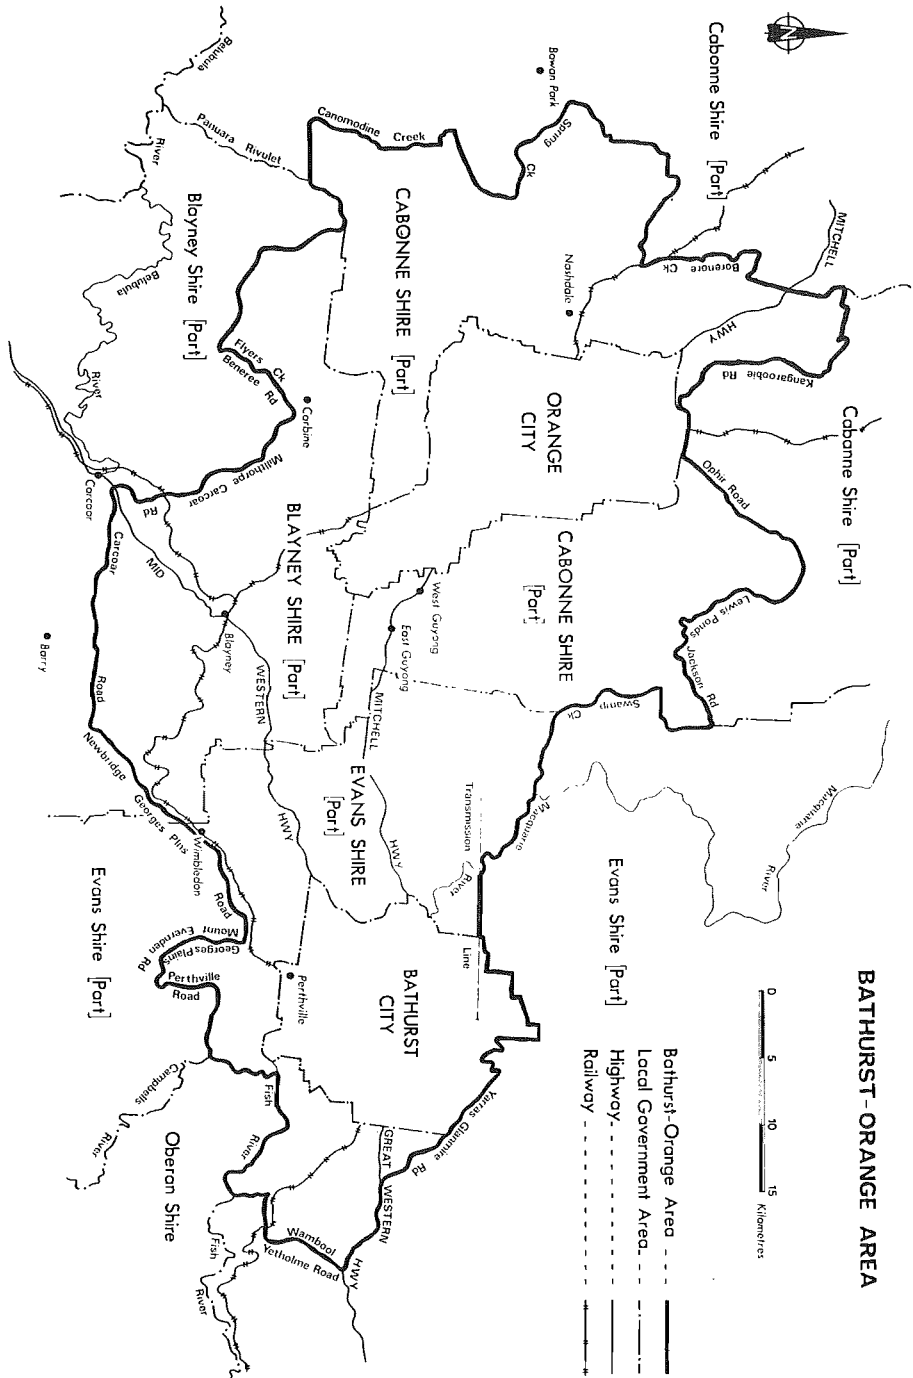 BATHURST-ORANGE AREA
0 5 10 15
Kilometres
Bathurst-Orange Area
Local Government Area
Highway
Railway
N
Cabonne Shire [Part]
MITCHELL
HWY
Borenore Ck
Kangaroobie Rd
Cabanne Shire [Part]
Ophir Road
Lewis Ponds
Jackson Rd
Swamp
Ck
Macquarie
River
Evans Shire [Part]
Bowan Park
Spring
Ck
Canomodine
Creek
Nashdale
ORANGE
CITY
CABONNE SHIRE
[Part]
CABONNE SHIRE [Part]
Macquarie
River
Transmission
Line
West Guyong
East Guyong
MITCHELL
HWY
EVANS SHIRE
[Part]
BATHURST
CITY
Yarras Glanmire Rd
GREAT WESTERN
HWY
Belubula
River
Panuara Rivulet
Blayney Shire [Part]
Belubula
River
Flyers Ck
Beneree Rd
Carbine
Millthorpe Carcoar
Rd
BLAYNEY SHIRE [Part]
Carcoar
MID
WESTERN
HWY
Blayney
Carcoar
Road
Barry
Newbridge
Georges Plns
Road
Wimbledon
Mount Evernden
Rd
Georges Plains
Perthville
Road
Perthville
Evans Shire [Part]
Campbells
River
Fish
River
Oberan Shire
Fish
River
Wambool
Yetholme Road